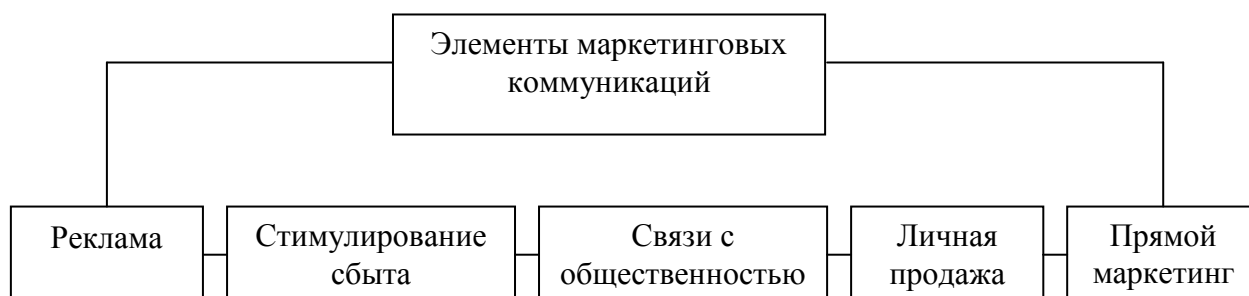 Элементы маркетинговых
коммуникаций
Реклама
Стимулирование
сбыта
Связи с
общественностью
Личная
продажа
Прямой
маркетинг